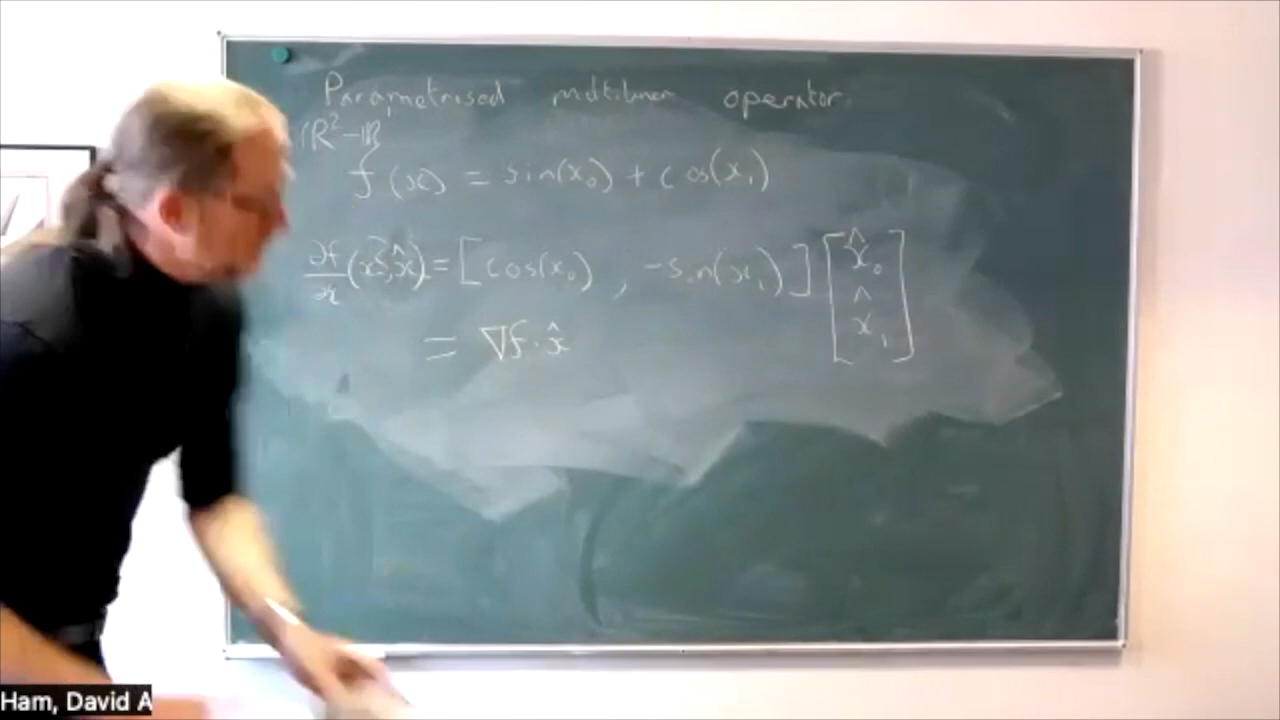 Parametrised multilinear operator
ℝ²→ℝ
f(x) = sin(x₀) + cos(x₁)
∂f/∂x (x; x̂) = [cos(x₀), -sin(x₁)] [x̂₀ x̂₁]
= ∇f · x̂
Ham, David A